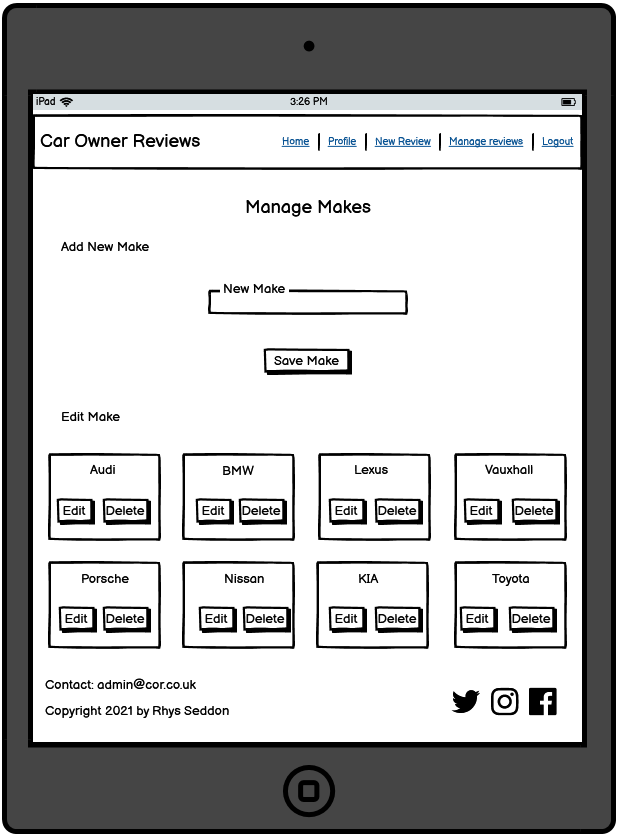 iPad 3:26 PM
Car Owner Reviews Home Profile New Review Manage reviews Logout
Manage Makes
Add New Make
New Make
Save Make
Edit Make
Audi BMW Lexus Vauxhall
Edit Delete Edit Delete Edit Delete Edit Delete
Porsche Nissan KIA Toyota
Edit Delete Edit Delete Edit Delete Edit Delete
Contact: admin@cor.co.uk
Copyright 2021 by Rhys Seddon